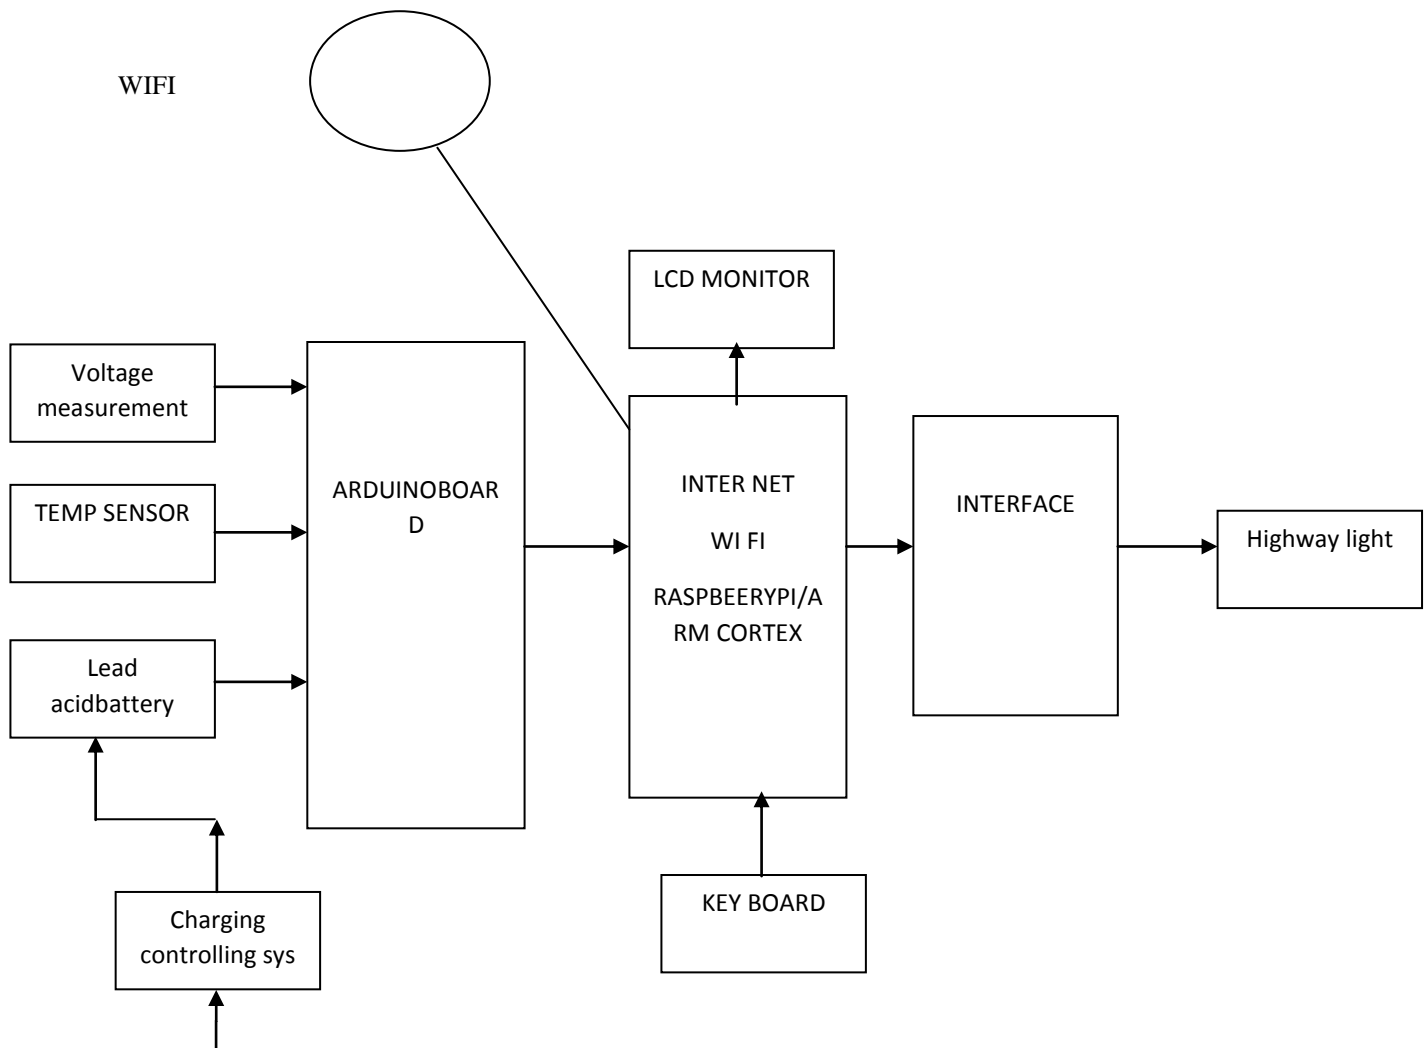 WIFI
LCD MONITOR
Voltage
measurement
TEMP SENSOR
Lead
acidbattery
ARDUINOBOAR
D
INTER NET
WI FI
RASPBEERYPI/A
RM CORTEX
INTERFACE
Highway light
Charging
controlling sys
KEY BOARD